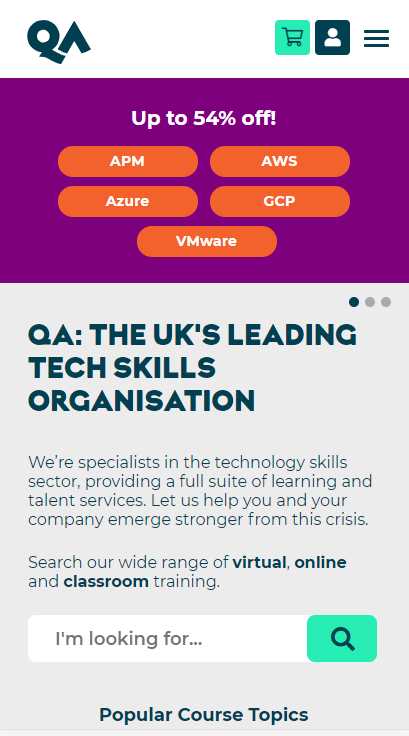 QA
Up to 54% off!
APM
AWS
Azure
GCP
VMware
QA: THE UK'S LEADING
TECH SKILLS
ORGANISATION
We’re specialists in the technology skills
sector, providing a full suite of learning and
talent services. Let us help you and your
company emerge stronger from this crisis.
Search our wide range of virtual, online
and classroom training.
I'm looking for...
Popular Course Topics